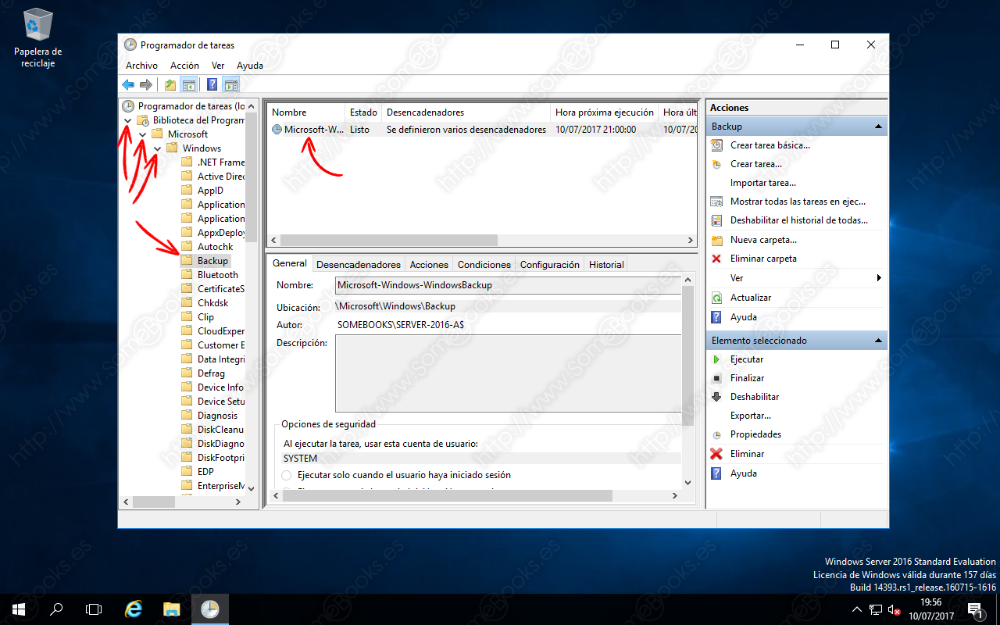 Papelera de
reciclaje
Programador de tareas
Archivo Acción Ver Ayuda
Programador de tareas (lo
Biblioteca del Program
Microsoft
Windows
.NET Frame
Active Direc
AppID
Application
Application
AppxDeploy
Autochk
Backup
Bluetooth
CertificateS
Chkdsk
Clip
CloudExper
Customer E
Data Integri
Defrag
Device Info
Device Setu
Diagnosis
DiskCleanu
DiskDiagno
DiskFootpri
EDP
EnterpriseM
Nombre Estado Desencadenadores Hora próxima ejecución Hora últ
Microsoft-W... Listo Se definieron varios desencadenadores 10/07/2017 21:00:00 10/07/20
General Desencadenadores Acciones Condiciones Configuración Historial
Nombre: Microsoft-Windows-WindowsBackup
Ubicación: \Microsoft\Windows\Backup
Autor: SOMEBOOKS\SERVER-2016-A$
Descripción:
Opciones de seguridad
Al ejecutar la tarea, usar esta cuenta de usuario:
SYSTEM
Ejecutar solo cuando el usuario haya iniciado sesión
Acciones
Backup
Crear tarea básica...
Crear tarea...
Importar tarea...
Mostrar todas las tareas en ejec...
Deshabilitar el historial de todas...
Nueva carpeta...
Eliminar carpeta
Ver
Actualizar
Ayuda
Elemento seleccionado
Ejecutar
Finalizar
Deshabilitar
Exportar...
Propiedades
Eliminar
Ayuda
Windows Server 2016 Standard Evaluation
Licencia de Windows válida durante 157 días
Build 14393.rs1_release.160715-1616
19:56
10/07/2017
1
http://www.SomeBooks.es